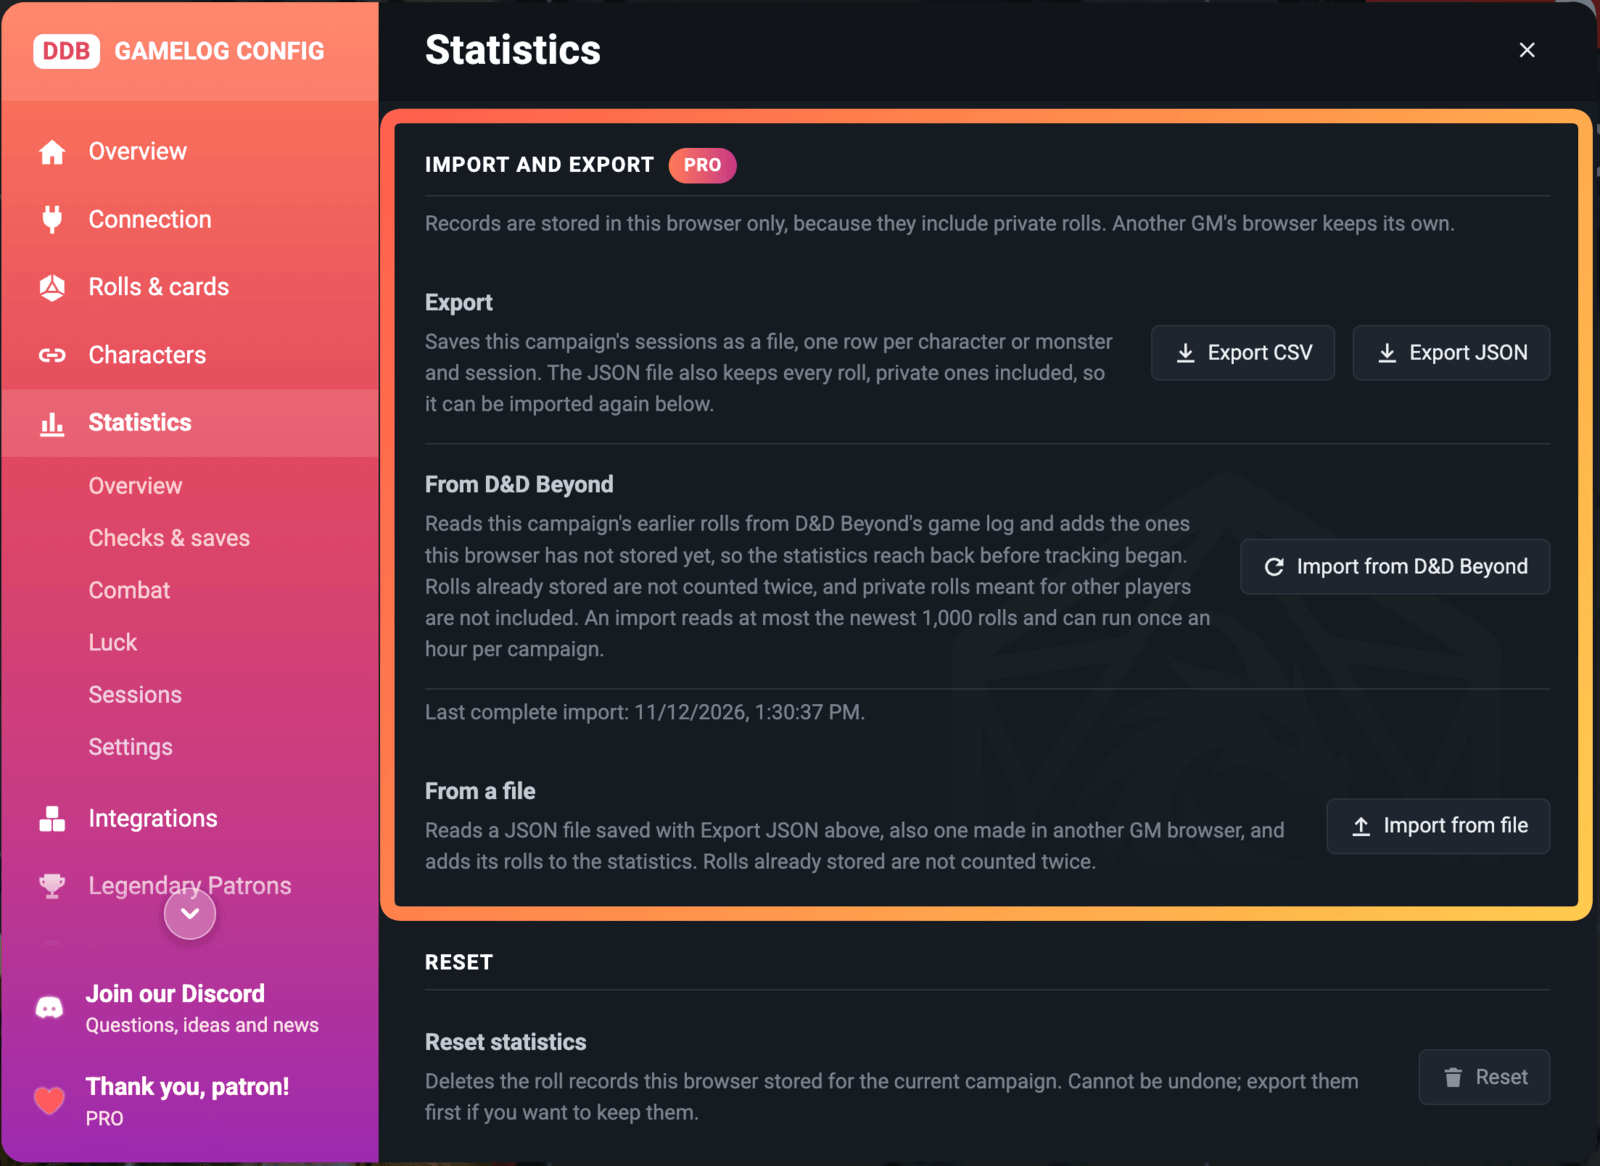 DDB GAMELOG CONFIG
Overview
Connection
Rolls & cards
Characters
Statistics
Overview
Checks & saves
Combat
Luck
Sessions
Settings
Integrations
Legendary Patrons
Join our Discord
Questions, ideas and news
Thank you, patron!
PRO
Statistics
IMPORT AND EXPORT PRO
Records are stored in this browser only, because they include private rolls. Another GM's browser keeps its own.
Export
Saves this campaign's sessions as a file, one row per character or monster
and session. The JSON file also keeps every roll, private ones included, so
it can be imported again below.
Export CSV
Export JSON
From D&D Beyond
Reads this campaign's earlier rolls from D&D Beyond's game log and adds the ones
this browser has not stored yet, so the statistics reach back before tracking began.
Rolls already stored are not counted twice, and private rolls meant for other players
are not included. An import reads at most the newest 1,000 rolls and can run once an
hour per campaign.
Import from D&D Beyond
Last complete import: 11/12/2026, 1:30:37 PM.
From a file
Reads a JSON file saved with Export JSON above, also one made in another GM browser, and
adds its rolls to the statistics. Rolls already stored are not counted twice.
Import from file
RESET
Reset statistics
Deletes the roll records this browser stored for the current campaign. Cannot be undone; export them
first if you want to keep them.
Reset